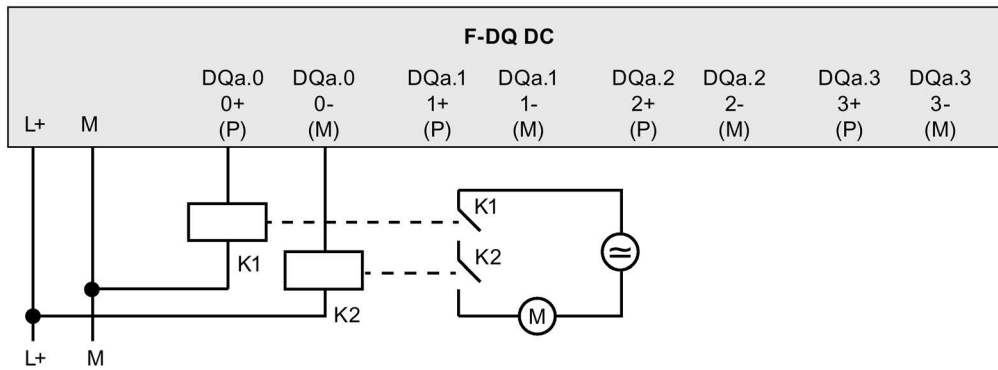 F-DQ DC
DQa.0 DQa.0 DQa.1 DQa.1 DQa.2 DQa.2 DQa.3 DQa.3
0+ 0- 1+ 1- 2+ 2- 3+ 3-
L+ M (P) (M) (P) (M) (P) (M) (P) (M)
K1
K1 K2
K2 M
L+ M